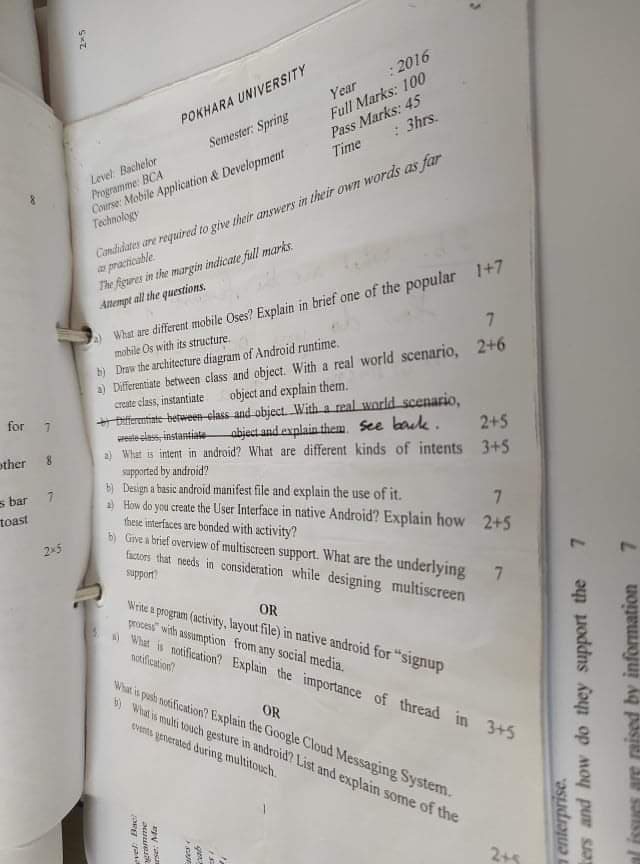 2×5
POKHARA UNIVERSITY
Level: Bachelor Semester: Spring Year : 2016
Programme: BCA Full Marks: 100
Course: Mobile Application & Development Pass Marks: 45
Technology Time : 3hrs.
Candidates are required to give their answers in their own words as far
as practicable.
The figures in the margin indicate full marks.
Attempt all the questions.
a) What are different mobile Oses? Explain in brief one of the popular 1+7
mobile Os with its structure.
b) Draw the architecture diagram of Android runtime. 7
a) Differentiate between class and object. With a real world scenario, 2+6
create class, instantiate object and explain them.
b) Differentiate between class and object. With a real world scenario,
create class, instantiate object and explain them. see back. 2+5
a) What is intent in android? What are different kinds of intents 3+5
supported by android?
b) Design a basic android manifest file and explain the use of it. 7
a) How do you create the User Interface in native Android? Explain how 2+5
these interfaces are bonded with activity?
b) Give a brief overview of multiscreen support. What are the underlying 7
factors that needs in consideration while designing multiscreen
support?
OR
Write a program (activity, layout file) in native android for "signup
process" with assumption from any social media.
5. a) What is notification? Explain the importance of thread in 3+5
notification?
OR
What is push notification? Explain the Google Cloud Messaging System.
b) What is multi touch gesture in android? List and explain some of the
events generated during multitouch.
1
2+5
8
for 7
other 8
s bar 7
toast
2×5
enterprise.
kers and how do they support the 7
l issues are raised by information 7
evel: Bac
ogramme
urse: Ma